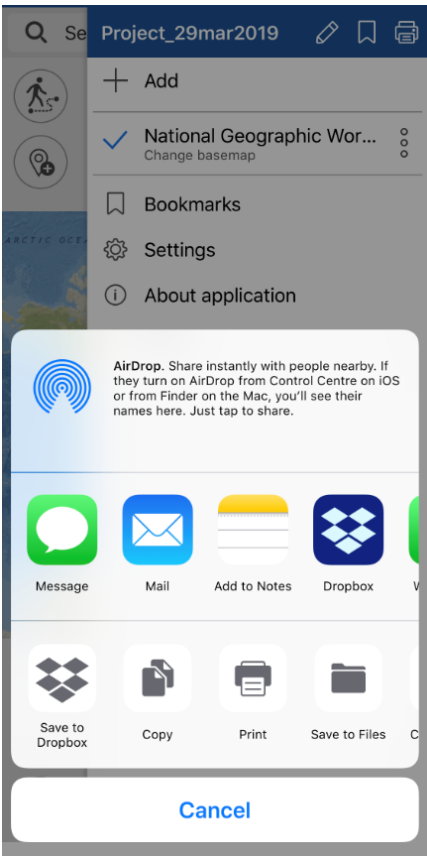 Se
Project_29mar2019
Add
National Geographic Wor...
Change basemap
Bookmarks
ARCTIC OCE
Settings
About application
AirDrop. Share instantly with people nearby. If
they turn on AirDrop from Control Centre on iOS
or from Finder on the Mac, you'll see their
names here. Just tap to share.
Message
Mail
Add to Notes
Dropbox
Save to
Dropbox
Copy
Print
Save to Files
C
Cancel